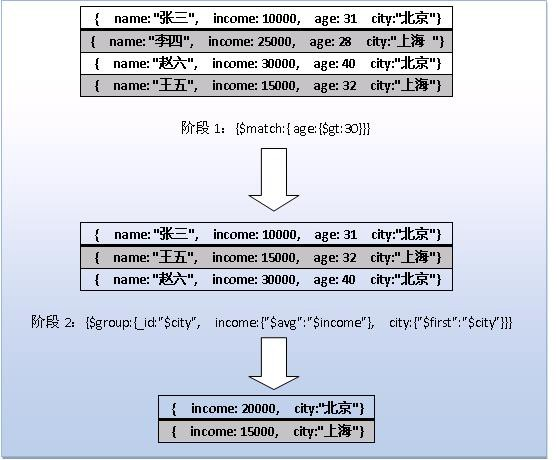 { name: "张三", income: 10000, age: 31 city:"北京"}
{ name: "李四", income: 25000, age: 28 city:"上海 "}
{ name: "赵六", income: 30000, age: 40 city:"北京"}
{ name: "王五", income: 15000, age: 32 city:"上海"}
阶段 1: {$match:{ age:{$gt:30}}}
{ name: "张三", income: 10000, age: 31 city:"北京"}
{ name: "王五", income: 15000, age: 32 city:"上海"}
{ name: "赵六", income: 30000, age: 40 city:"北京"}
阶段 2: {$group:{_id:"$city", income:{"$avg":"$income"}, city:{"$first":"$city"}}}
{ income: 20000, city:"北京"}
{ income: 15000, city:"上海"}